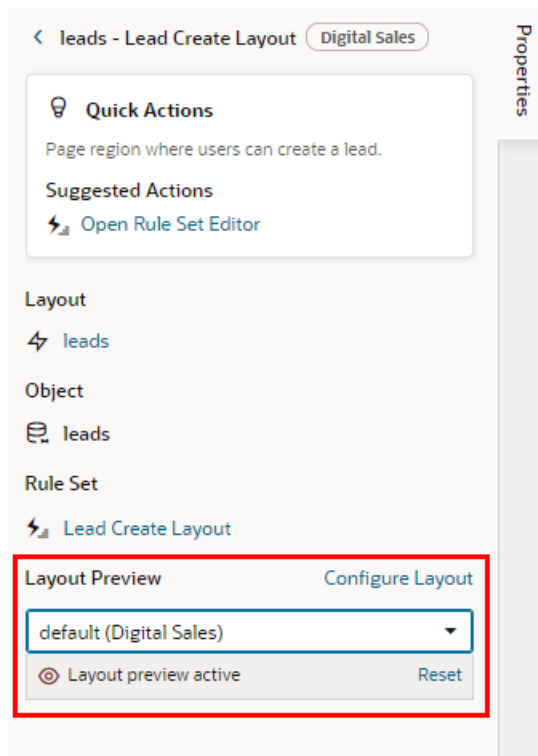 leads - Lead Create Layout Digital Sales
Properties
Quick Actions
Page region where users can create a lead.
Suggested Actions
Open Rule Set Editor
Layout
leads
Object
leads
Rule Set
Lead Create Layout
Layout Preview Configure Layout
default (Digital Sales)
Layout preview active Reset